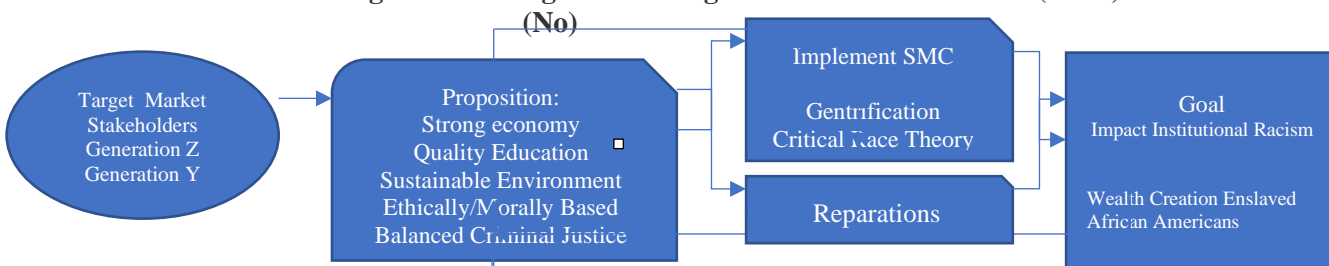 (No)
Target Market
Stakeholders
Generation Z
Generation Y
Proposition:
Strong economy
Quality Education
Sustainable Environment
Ethically/Morally Based
Balanced Criminal Justice
Implement SMC
Gentrification
Critical Race Theory
Reparations
Goal
Impact Institutional Racism
Wealth Creation Enslaved
African Americans